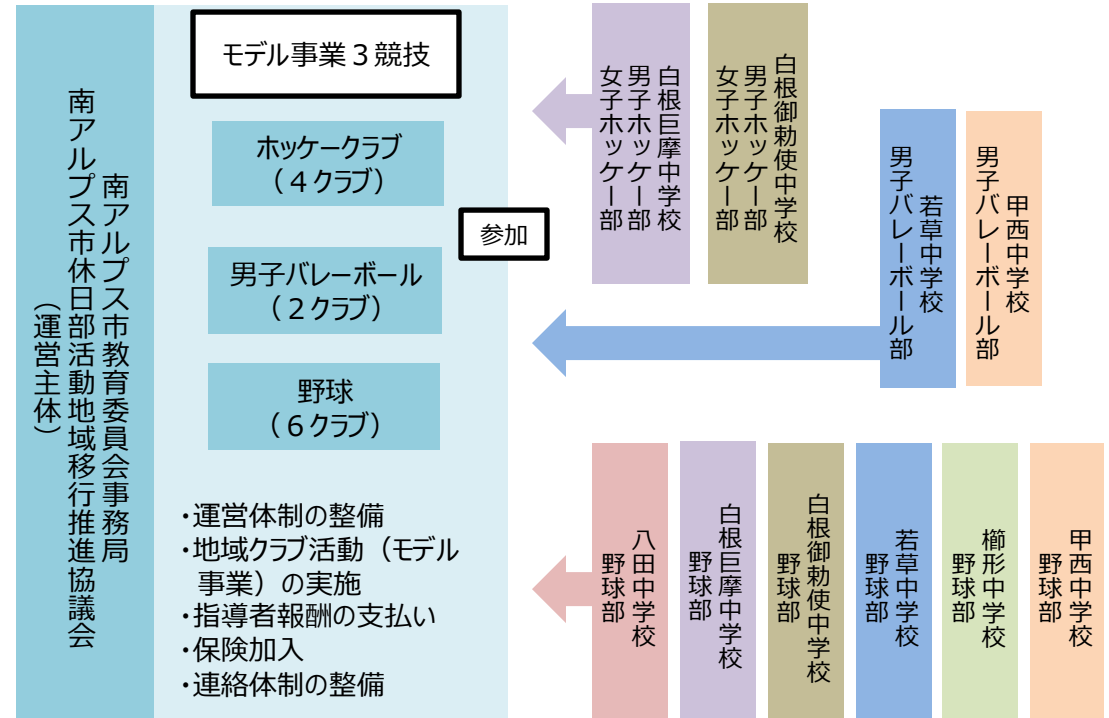 南アルプス市教育委員会事務局
南アルプス市休日部活動地域移行推進協議会
（運営主体）
モデル事業３競技
ホッケークラブ
（４クラブ）
参加
男子バレーボール
（２クラブ）
野球
（６クラブ）
・運営体制の整備
・地域クラブ活動（モデル
事業）の実施
・指導者報酬の支払い
・保険加入
・連絡体制の整備
白根巨摩中学校
男子ホッケー部
女子ホッケー部
白根御勅使中学校
男子ホッケー部
女子ホッケー部
若草中学校
男子バレーボール部
甲西中学校
男子バレーボール部
八田中学校
野球部
白根巨摩中学校
野球部
白根御勅使中学校
野球部
若草中学校
野球部
櫛形中学校
野球部
甲西中学校
野球部